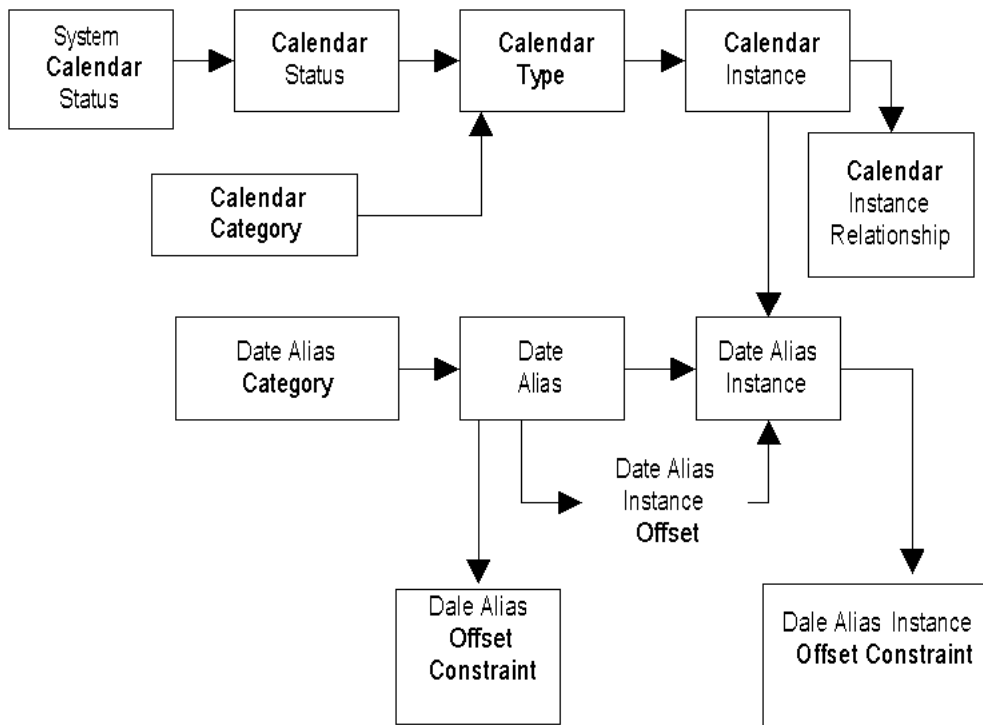 System
Calendar
Status
Calendar
Status
Calendar
Type
Calendar
Instance
Calendar
Category
Calendar
Instance
Relationship
Date Alias
Category
Date
Alias
Date Alias
Instance
Date Alias
Instance
Offset
Dale Alias
Offset
Constraint
Dale Alias Instance
Offset Constraint